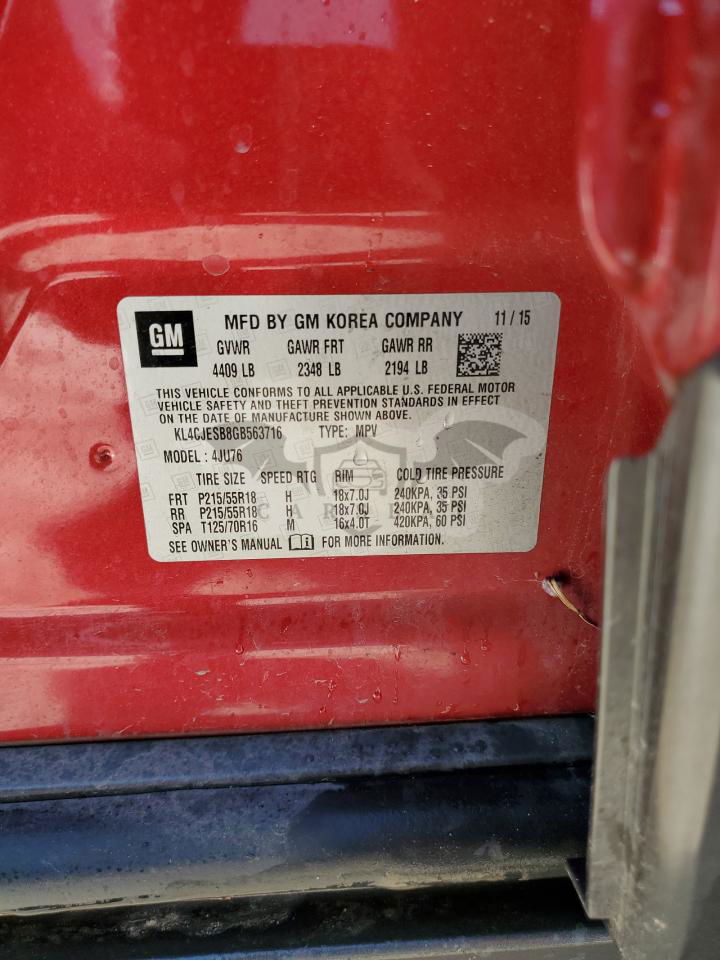 GM MFD BY GM KOREA COMPANY 11 / 15
GVWR GAWR FRT GAWR RR
4409 LB 2348 LB 2194 LB
THIS VEHICLE CONFORMS TO ALL APPLICABLE U.S. FEDERAL MOTOR
VEHICLE SAFETY AND THEFT PREVENTION STANDARDS IN EFFECT
ON THE DATE OF MANUFACTURE SHOWN ABOVE.
KL4CJESB8GB563716 TYPE: MPV
MODEL : 4JU76
TIRE SIZE SPEED RTG RIM COLD TIRE PRESSURE
FRT P215/55R18 H 18x7.0J 240KPA, 35 PSI
RR P215/55R18 H 18x7.0J 240KPA, 35 PSI
SPA T125/70R16 M 16x4.0T 420KPA, 60 PSI
SEE OWNER'S MANUAL FOR MORE INFORMATION.